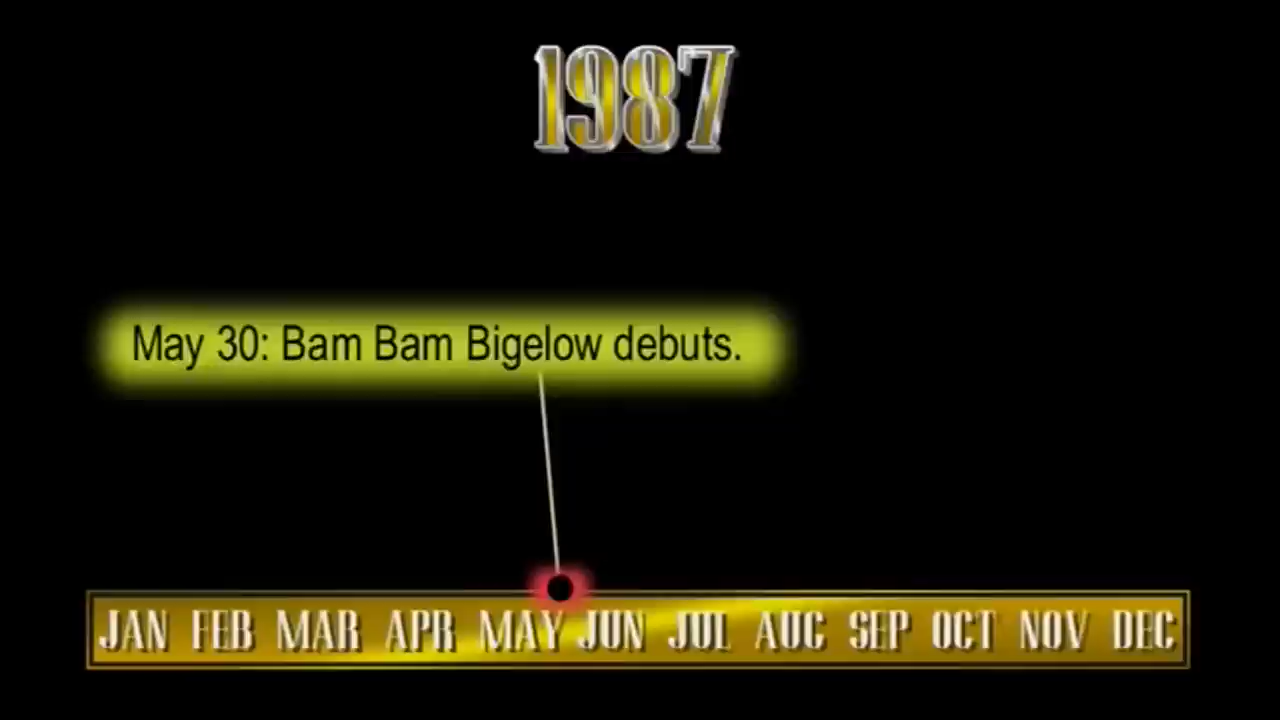 1987
May 30: Bam Bam Bigelow debuts.
JAN FEB MAR APR MAY JUN JUL AUG SEP OCT NOV DEC